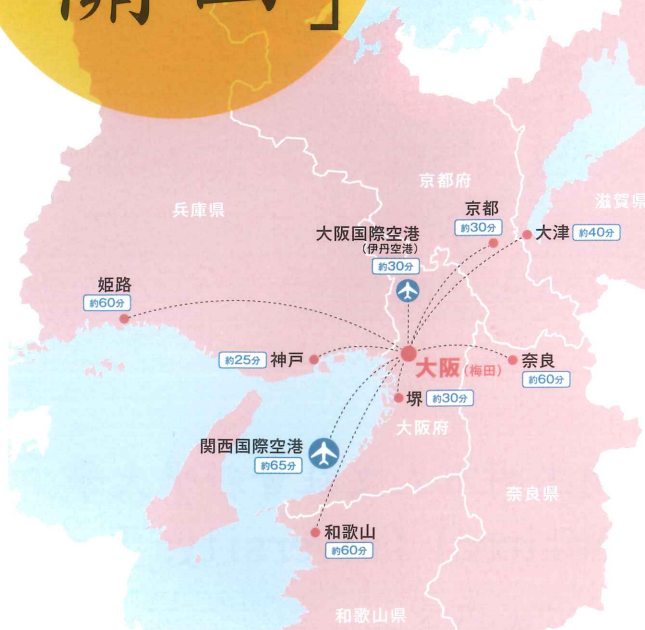 開山」
京都府
滋賀県
兵庫県
京都
約30分
大津
約40分
大阪国際空港
(伊丹空港)
約30分
姫路
約60分
約25分
神戸
大阪(梅田)
奈良
約60分
堺
約30分
大阪府
関西国際空港
約65分
奈良県
和歌山
約60分
和歌山県